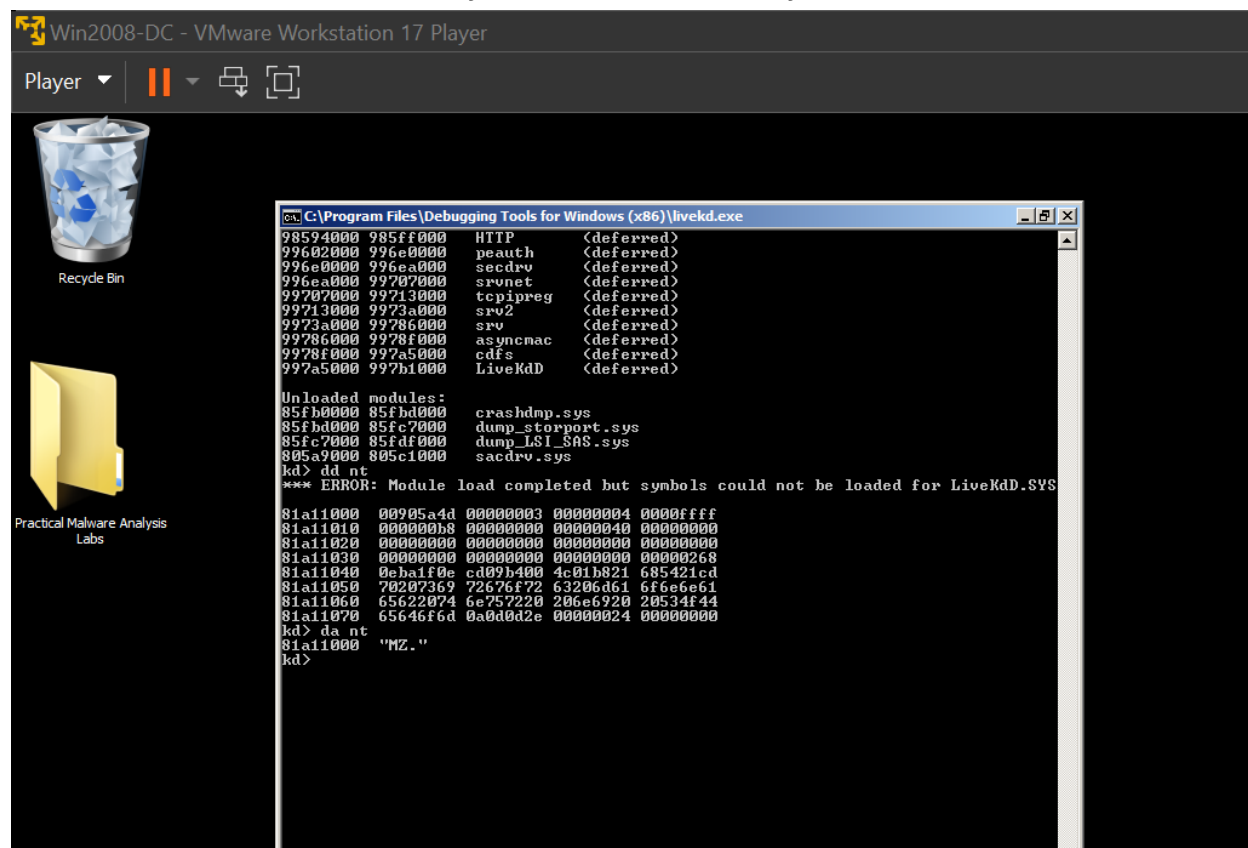 Win2008-DC - VMware Workstation 17 Player
Player
Recycle Bin
Practical Malware Analysis
Labs
C:\Program Files\Debugging Tools for Windows (x86)\livekd.exe
98594000 985ff000   HTTP       (deferred)
99602000 996e0000   peauth     (deferred)
996e0000 996ea000   secdrv     (deferred)
996ea000 99707000   srvnet     (deferred)
99707000 99713000   tcpipreg   (deferred)
99713000 9973a000   srv2       (deferred)
9973a000 99786000   srv        (deferred)
99786000 9978f000   asyncmac   (deferred)
9978f000 997a5000   cdfs       (deferred)
997a5000 997b1000   LiveKdD    (deferred)
Unloaded modules:
85fb0000 85fbd000   crashdmp.sys
85fbd000 85fc7000   dump_storport.sys
85fc7000 85fdf000   dump_LSI_SAS.sys
805a9000 805c1000   sacdrv.sys
kd> dd nt
*** ERROR: Module load completed but symbols could not be loaded for LiveKdD.SYS
81a11000  00905a4d 00000003 00000004 0000ffff
81a11010  000000b8 00000000 00000040 00000000
81a11020  00000000 00000000 00000000 00000000
81a11030  00000000 00000000 00000000 00000268
81a11040  0eba1f0e cd09b400 4c01b821 685421cd
81a11050  70207369 72676f72 63206d61 6f6e6e61
81a11060  65622074 6e757220 206e6920 20534f44
81a11070  65646f6d 0a0d0d2e 00000024 00000000
kd> da nt
81a11000  "MZ."
kd>